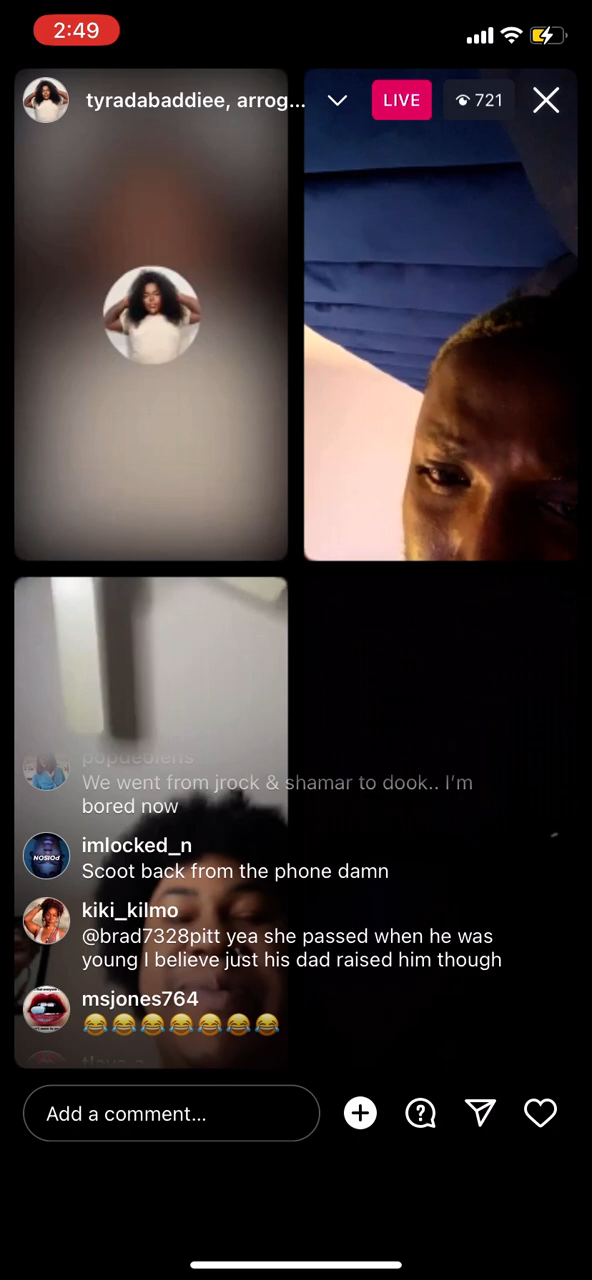 2:49
tyradabaddiee, arrog...
LIVE
721
popdeblens
We went from jrock & shamar to dook.. I'm
bored now
imlocked_n
POISON
Scoot back from the phone damn
kiki_kilmo
@brad7328pitt yea she passed when he was
young I believe just his dad raised him though
msjones764
😂😂😂😂😂😂😂
Add a comment...